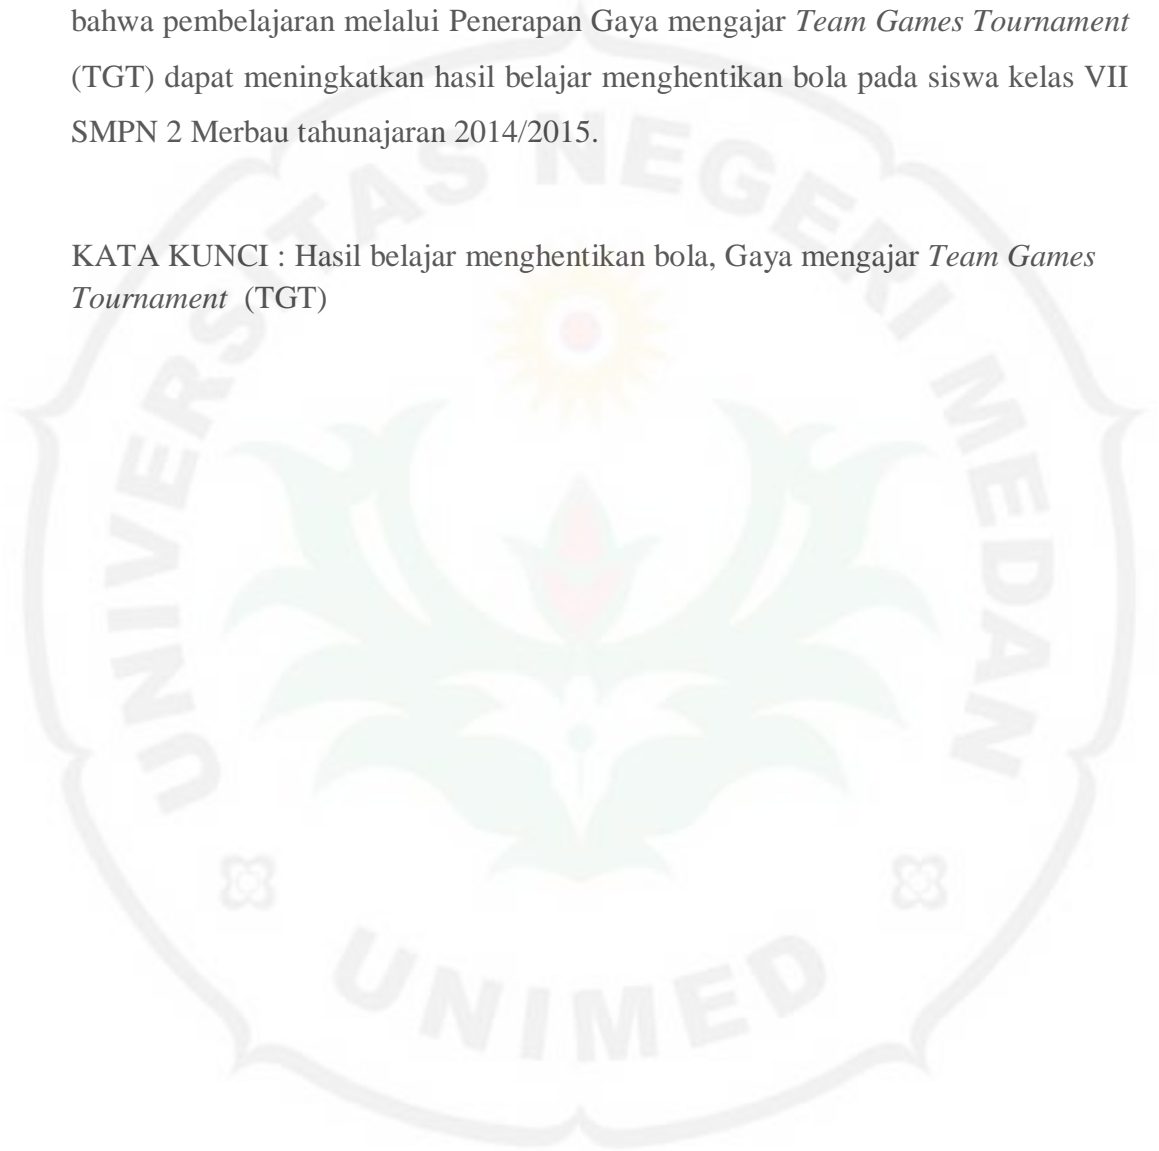 bahwa pembelajaran melalui Penerapan Gaya mengajar Team Games Tournament
(TGT) dapat meningkatkan hasil belajar menghentikan bola pada siswa kelas VII
SMPN 2 Merbau tahunajaran 2014/2015.
KATA KUNCI : Hasil belajar menghentikan bola, Gaya mengajar Team Games
Tournament (TGT)
UNIVERSITAS NEGERI MEDAN
UNIMED